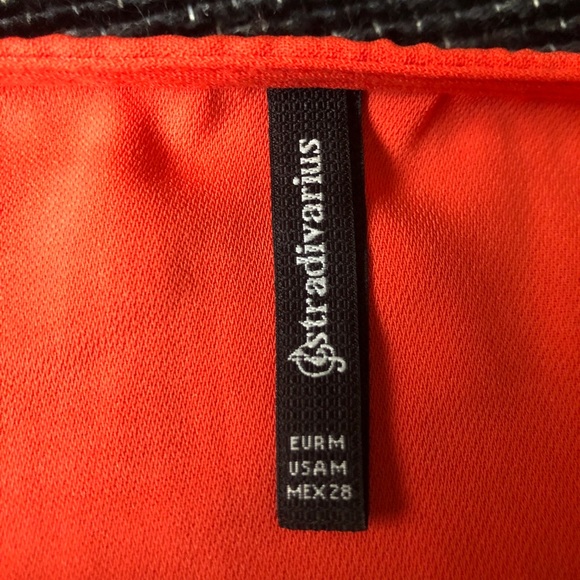 stradivarius
EUR M
USA M
MEX 28